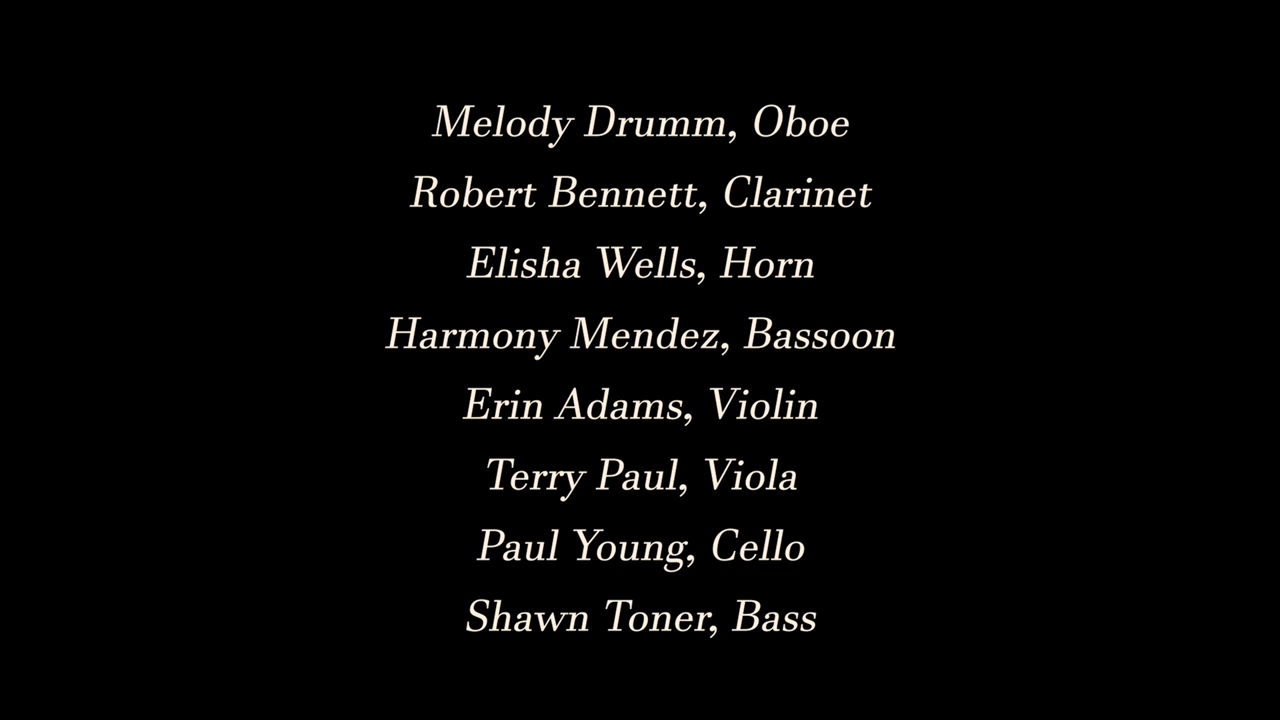 Melody Drumm, Oboe
Robert Bennett, Clarinet
Elisha Wells, Horn
Harmony Mendez, Bassoon
Erin Adams, Violin
Terry Paul, Viola
Paul Young, Cello
Shawn Toner, Bass